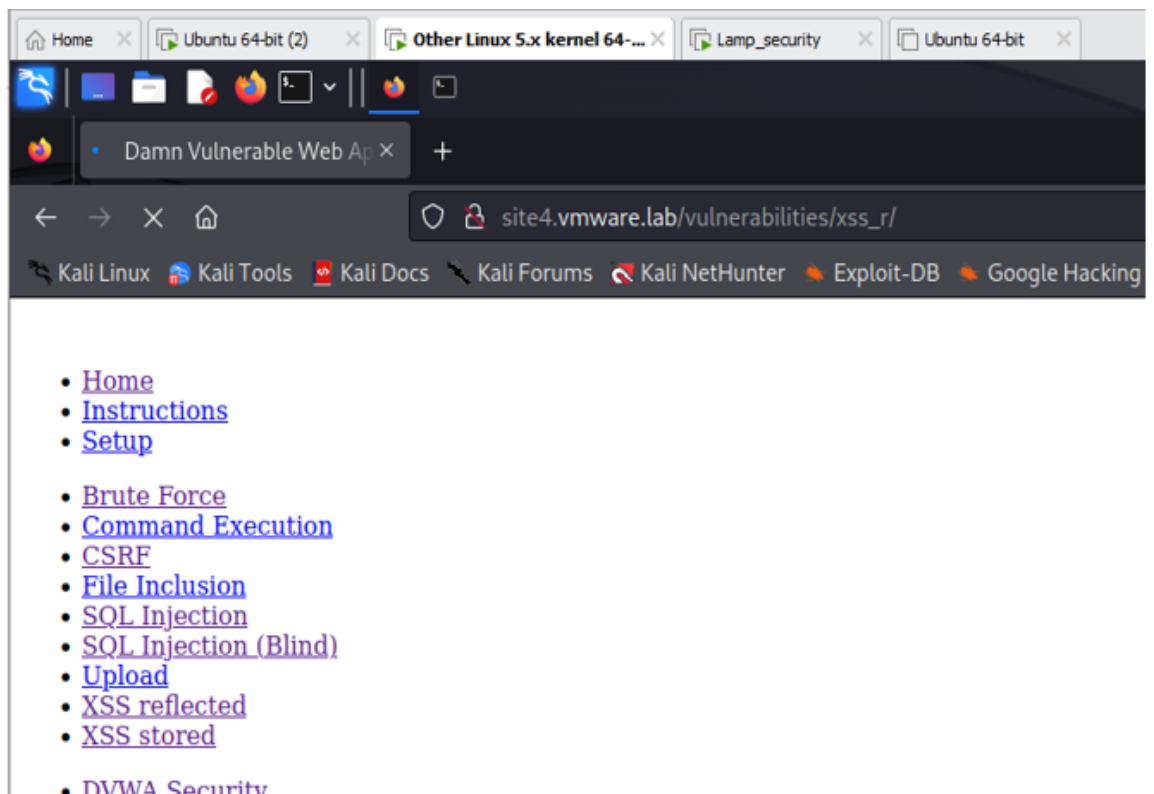 Home Ubuntu 64-bit (2) Other Linux 5.x kernel 64-... Lamp_security Ubuntu 64-bit
Damn Vulnerable Web Ap
site4.vmware.lab/vulnerabilities/xss_r/
Kali Linux Kali Tools Kali Docs Kali Forums Kali NetHunter Exploit-DB Google Hacking
• Home
• Instructions
• Setup
• Brute Force
• Command Execution
• CSRF
• File Inclusion
• SQL Injection
• SQL Injection (Blind)
• Upload
• XSS reflected
• XSS stored
• DVWA Security